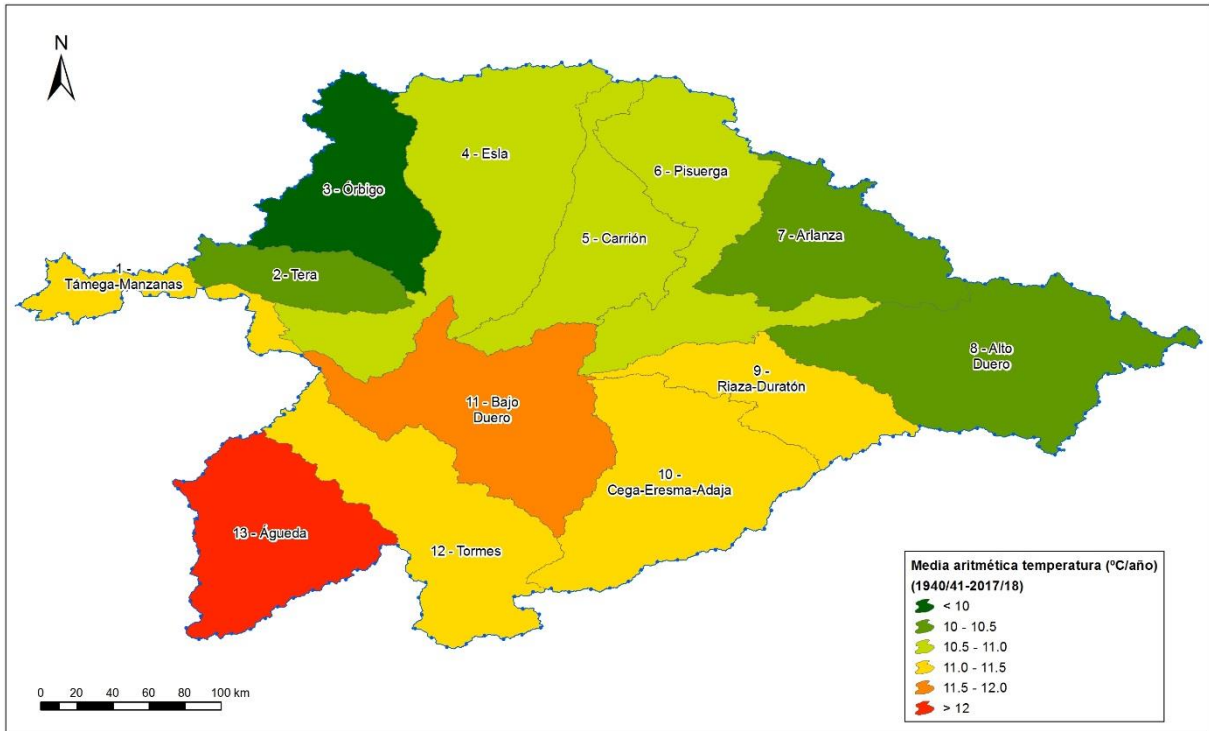 N
4 - Esla
6 - Pisuerga
3 - Órbigo
5 - Carrión
7 - Arlanza
1 -
Támega-Manzanas
2 - Tera
8 - Alto
Duero
9 -
Riaza-Duratón
11 - Bajo
Duero
10 -
Cega-Eresma-Adaja
13 - Águeda
12 - Tormes
Media aritmética temperatura (ºC/año)
(1940/41-2017/18)
< 10
10 - 10.5
10.5 - 11.0
11.0 - 11.5
11.5 - 12.0
> 12
0 20 40 60 80 100 km